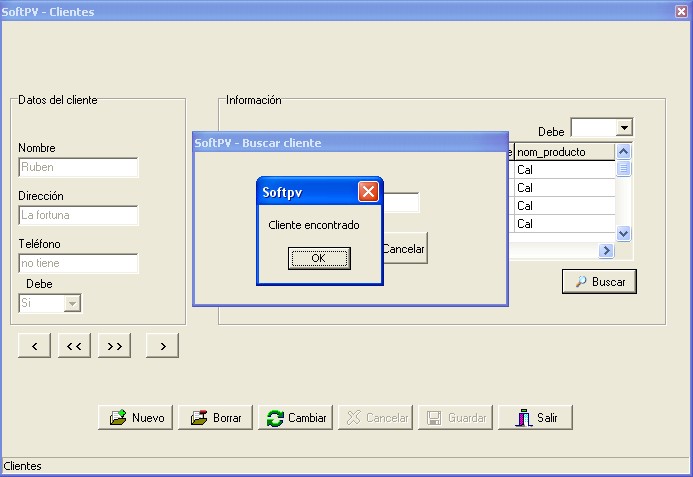 SoftPV - Clientes
Datos del cliente
Información
Nombre
Ruben
Dirección
La fortuna
Teléfono
no tiene
Debe
Si
Debe
nom_producto
Cal
Cal
Cal
Cal
Buscar
SoftPV - Buscar cliente
Cancelar
Softpv
Cliente encontrado
OK
< << >> >
Nuevo Borrar Cambiar Cancelar Guardar Salir
Clientes